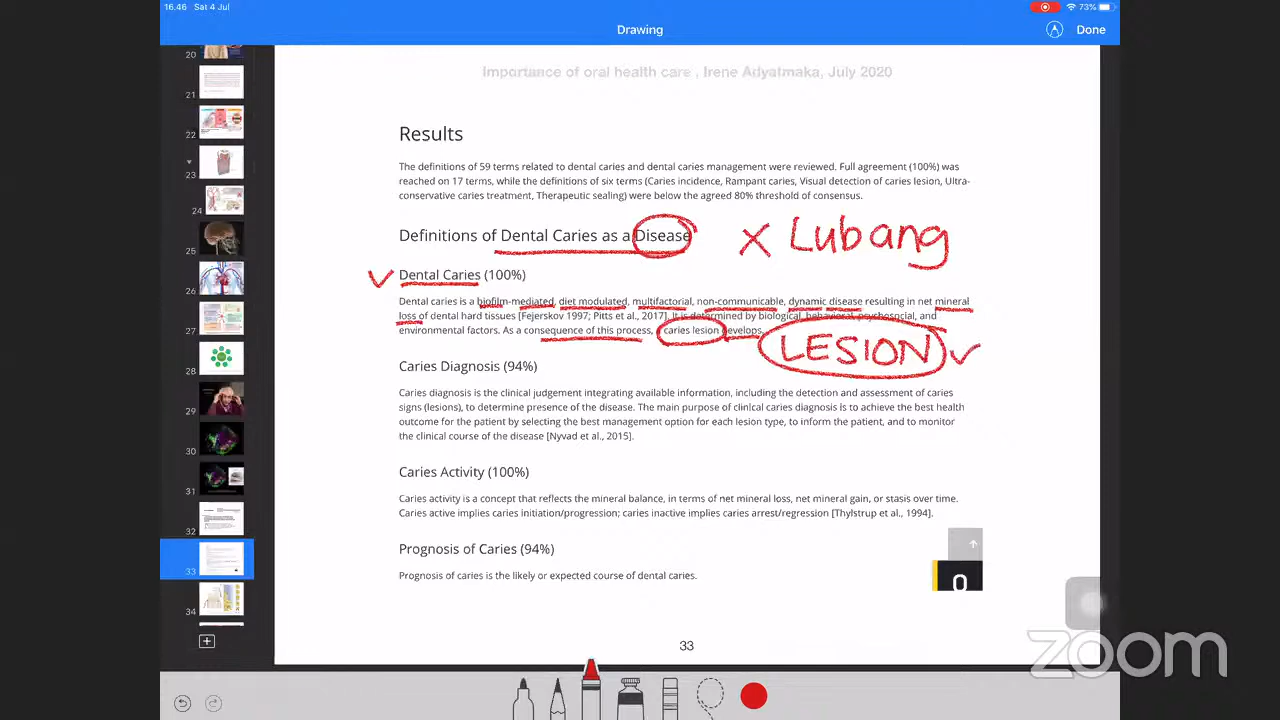 16.46 Sat 4 Jul
73%
Drawing
Done
Importance of oral health care , Irene Adyatmaka, July 2020
Results
The definitions of 59 terms related to dental caries and dental caries management were reviewed. Full agreement (100%) was
reached on 17 terms, while the definitions of six terms (Caries incidence, Rampant caries, Visual detection of caries lesion, Ultra-
conservative caries treatment, Therapeutic sealing) were below the agreed 80% threshold of consensus.
Definitions of Dental Caries as a Disease
X Lubang
Dental Caries (100%)
Dental caries is a biofilm-mediated, diet modulated, multifactorial, non-communicable, dynamic disease resulting in net mineral
loss of dental hard tissues [Fejerskov 1997; Pitts et al., 2017]. It is determined by biological, behavioral, psychosocial, and
environmental factors. As a consequence of this process, caries lesion develops.
LESION
Caries Diagnosis (94%)
Caries diagnosis is the clinical judgement integrating available information, including the detection and assessment of caries
signs (lesions), to determine presence of the disease. The main purpose of clinical caries diagnosis is to achieve the best health
outcome for the patient by selecting the best management option for each lesion type, to inform the patient, and to monitor
the clinical course of the disease [Nyvad et al., 2015].
Caries Activity (100%)
Caries activity is a concept that reflects the mineral balance, in terms of net mineral loss, net mineral gain, or stasis over time.
Caries active implies caries initiation/progression; caries inactive implies caries arrest/regression [Thylstrup et al., 1994].
Prognosis of Caries (94%)
Prognosis of caries is the likely or expected course of dental caries.
33
20
21
22
23
24
25
26
27
28
29
30
31
32
33
34
zoom